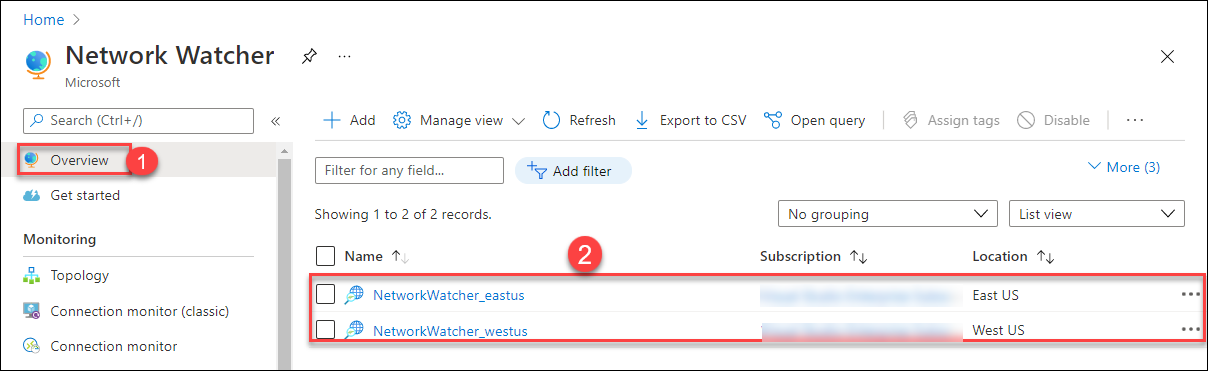 Home
Network Watcher
Microsoft
Search (Ctrl+/)
Add
Manage view
Refresh
Export to CSV
Open query
Assign tags
Disable
Overview
1
Filter for any field...
Add filter
More (3)
Get started
Showing 1 to 2 of 2 records.
No grouping
List view
Monitoring
2
Name
Subscription
Location
Topology
NetworkWatcher_eastus
East US
Connection monitor (classic)
NetworkWatcher_westus
West US
Connection monitor